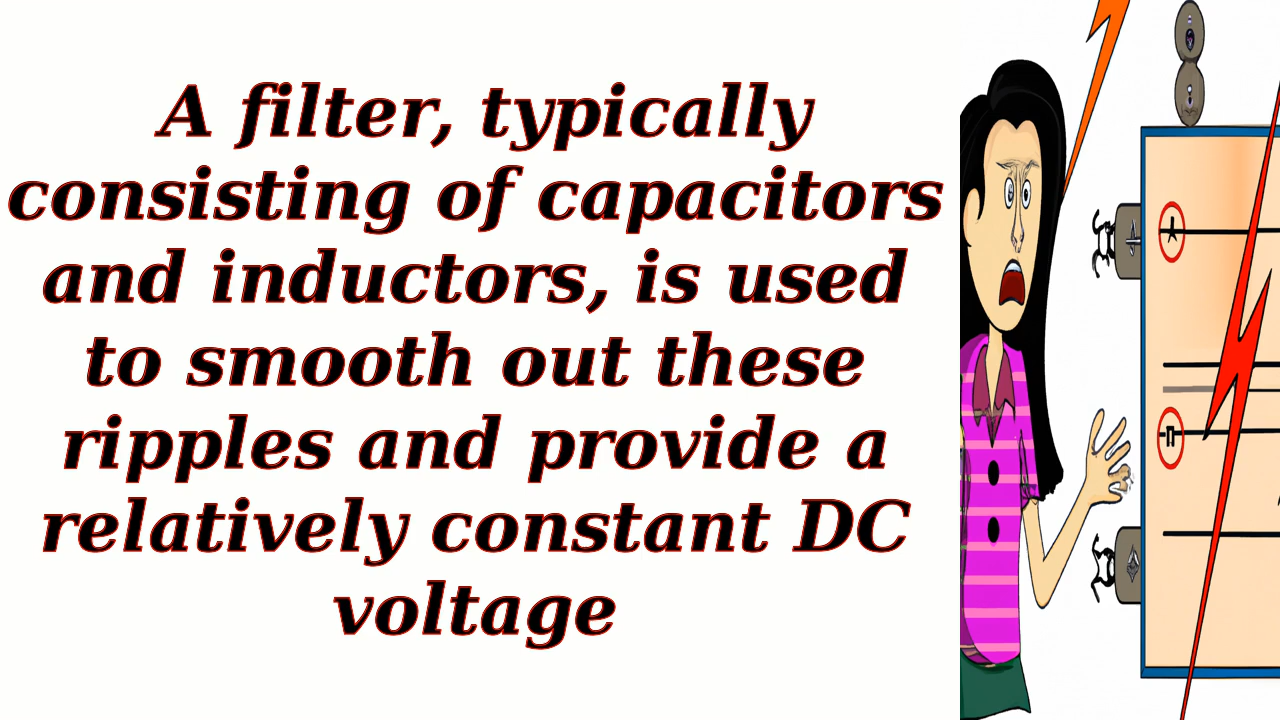 A filter, typically
consisting of capacitors
and inductors, is used
to smooth out these
ripples and provide a
relatively constant DC
voltage